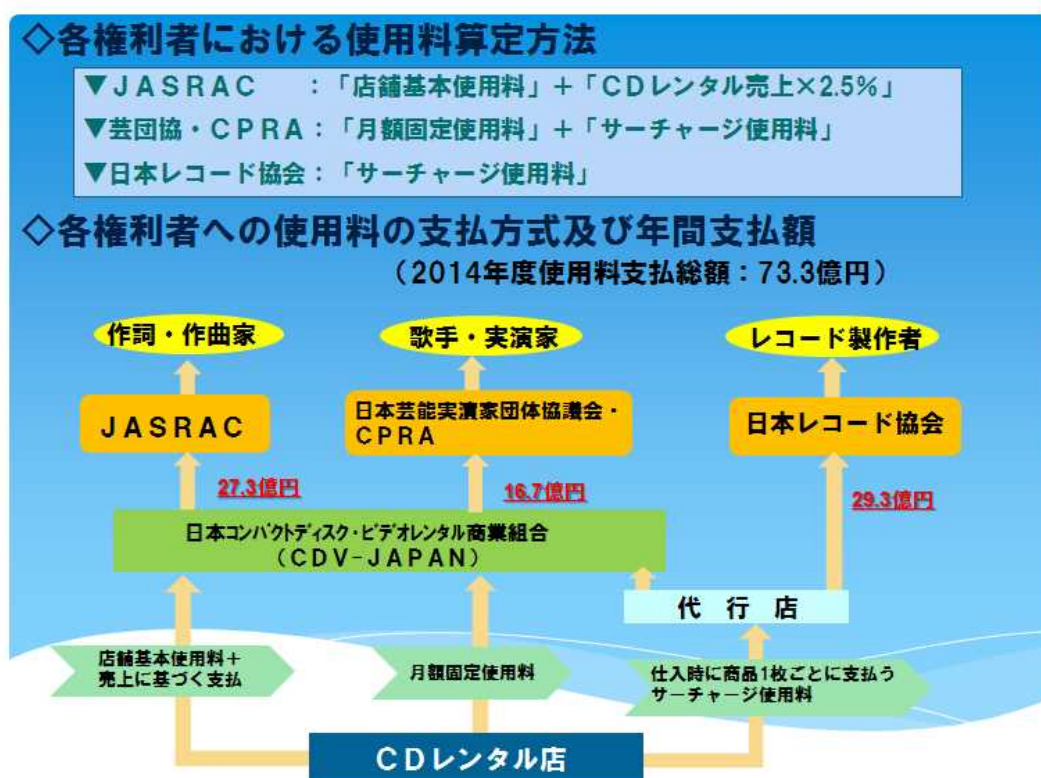 ◇各権利者における使用料算定方法
▼JASRAC :「店舗基本使用料」+「CDレンタル売上×2.5%」
▼芸団協・CPRA:「月額固定使用料」+「サーチャージ使用料」
▼日本レコード協会:「サーチャージ使用料」
◇各権利者への使用料の支払方式及び年間支払額
(2014年度使用料支払総額:73.3億円)
作詞・作曲家
歌手・実演家
レコード製作者
JASRAC
日本芸能実演家団体協議会・
CPRA
日本レコード協会
27.3億円
16.7億円
29.3億円
日本コンパクトディスク・ビデオレンタル商業組合
(CDV-JAPAN)
代 行 店
店舗基本使用料+
売上に基づく支払
月額固定使用料
仕入時に商品1枚ごとに支払う
サーチャージ使用料
CDレンタル店